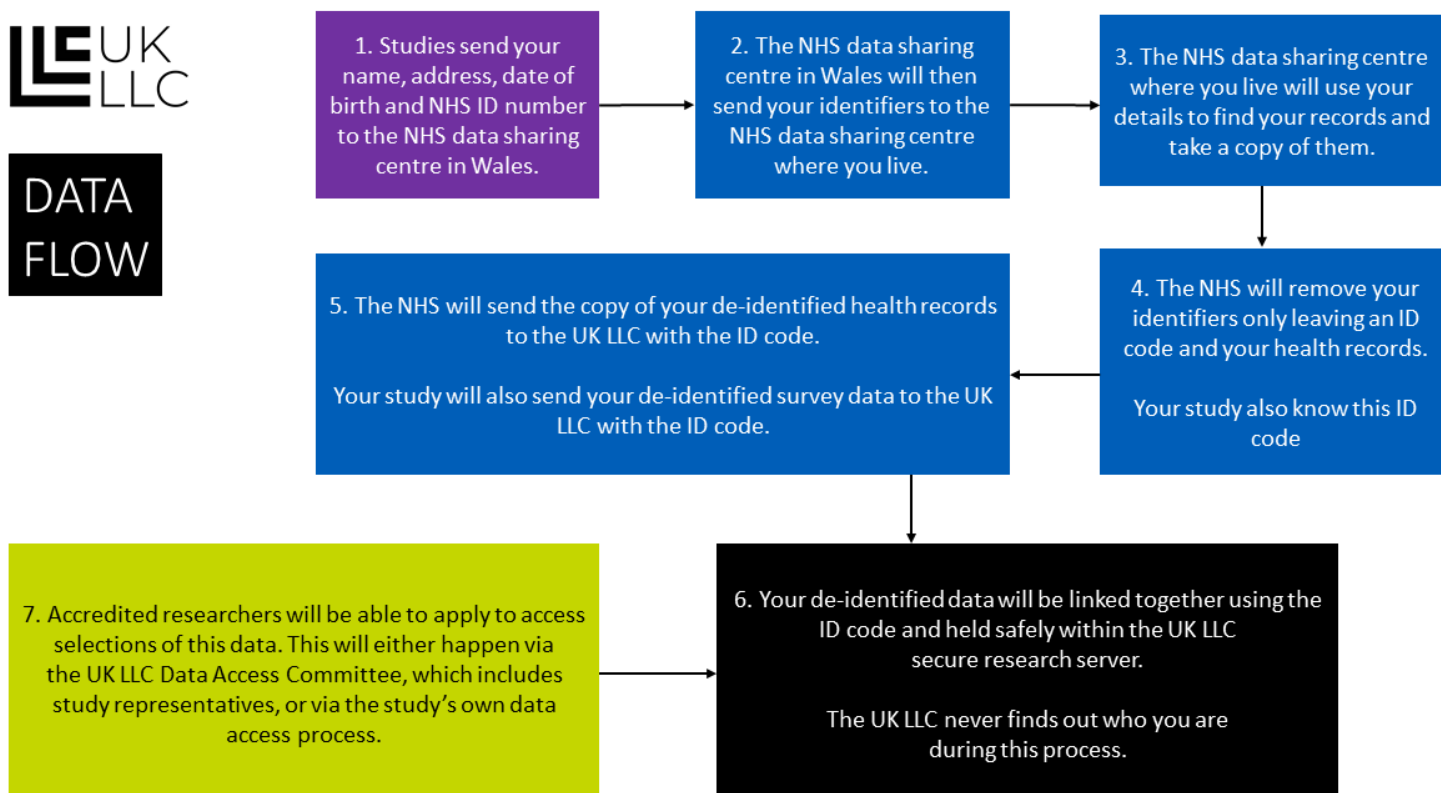 UK
LLC
DATA
FLOW
1. Studies send your
name, address, date of
birth and NHS ID number
to the NHS data sharing
centre in Wales.
2. The NHS data sharing
centre in Wales will then
send your identifiers to the
NHS data sharing centre
where you live.
3. The NHS data sharing centre
where you live will use your
details to find your records and
take a copy of them.
4. The NHS will remove your
identifiers only leaving an ID
code and your health records.
Your study also know this ID
code
5. The NHS will send the copy of your de-identified health records
to the UK LLC with the ID code.
Your study will also send your de-identified survey data to the UK
LLC with the ID code.
6. Your de-identified data will be linked together using the
ID code and held safely within the UK LLC
secure research server.
The UK LLC never finds out who you are
during this process.
7. Accredited researchers will be able to apply to access
selections of this data. This will either happen via
the UK LLC Data Access Committee, which includes
study representatives, or via the study’s own data
access process.